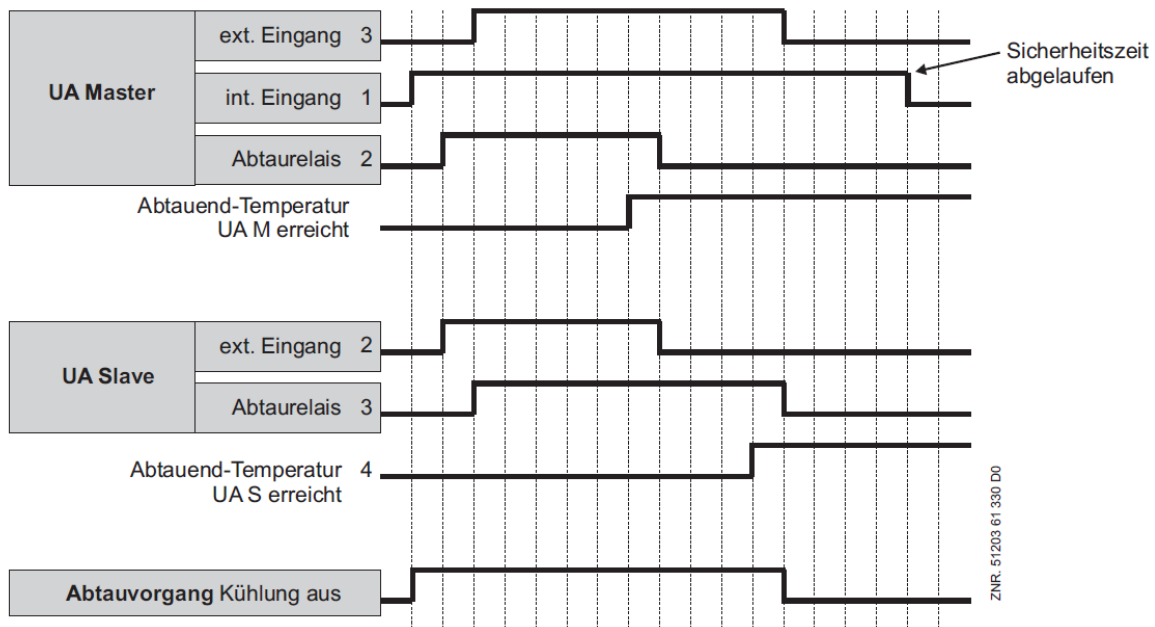 UA Master
ext. Eingang 3
int. Eingang 1
Abtaurelais 2
Abtauend-Temperatur
UA M erreicht
Sicherheitszeit
abgelaufen
UA Slave
ext. Eingang 2
Abtaurelais 3
Abtauend-Temperatur 4
UA S erreicht
Abtauvorgang Kühlung aus
ZNR. 51203 61 330 D0